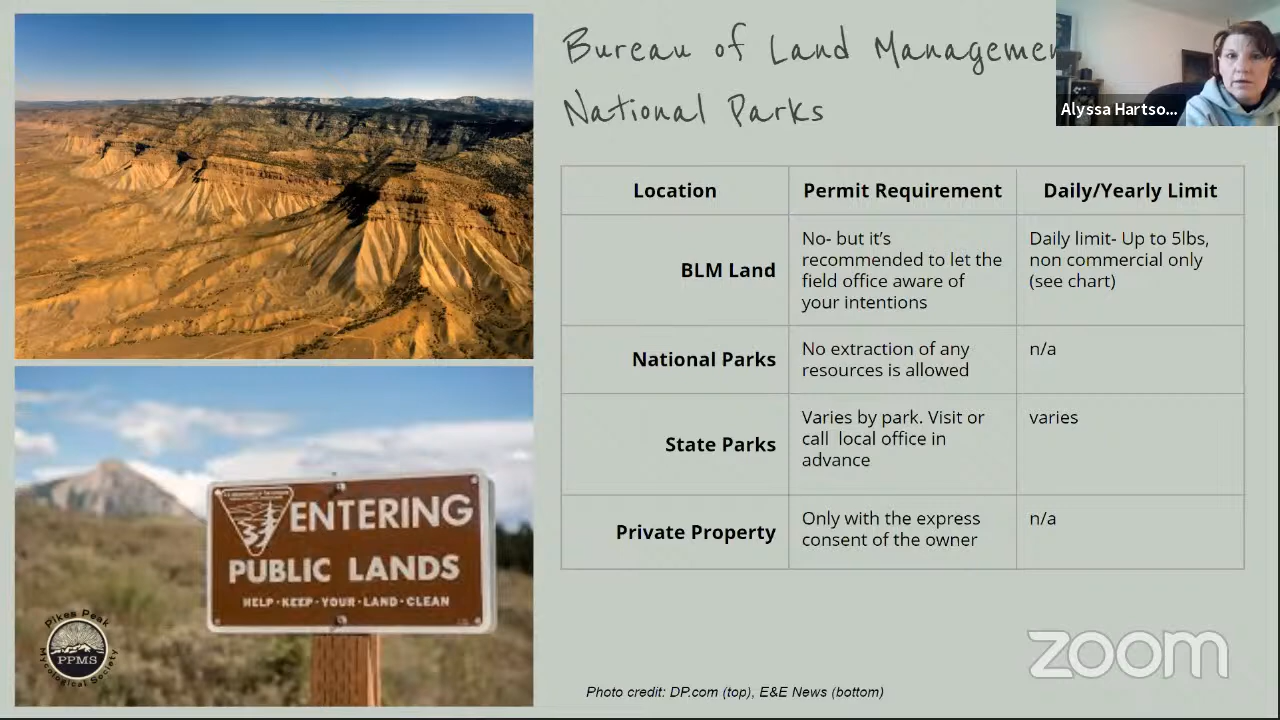 Bureau of Land Managemen
National Parks
Alyssa Hartso...
Location
Permit Requirement
Daily/Yearly Limit
BLM Land
No- but it's
recommended to let the
field office aware of
your intentions
Daily limit- Up to 5lbs,
non commercial only
(see chart)
National Parks
No extraction of any
resources is allowed
n/a
State Parks
Varies by park. Visit or
call local office in
advance
varies
Private Property
Only with the express
consent of the owner
n/a
ENTERING
PUBLIC LANDS
HELP·KEEP·YOUR·LAND·CLEAN
Pikes Peak
PPMS
Mycological Society
Photo credit: DP.com (top), E&E News (bottom)
zoom